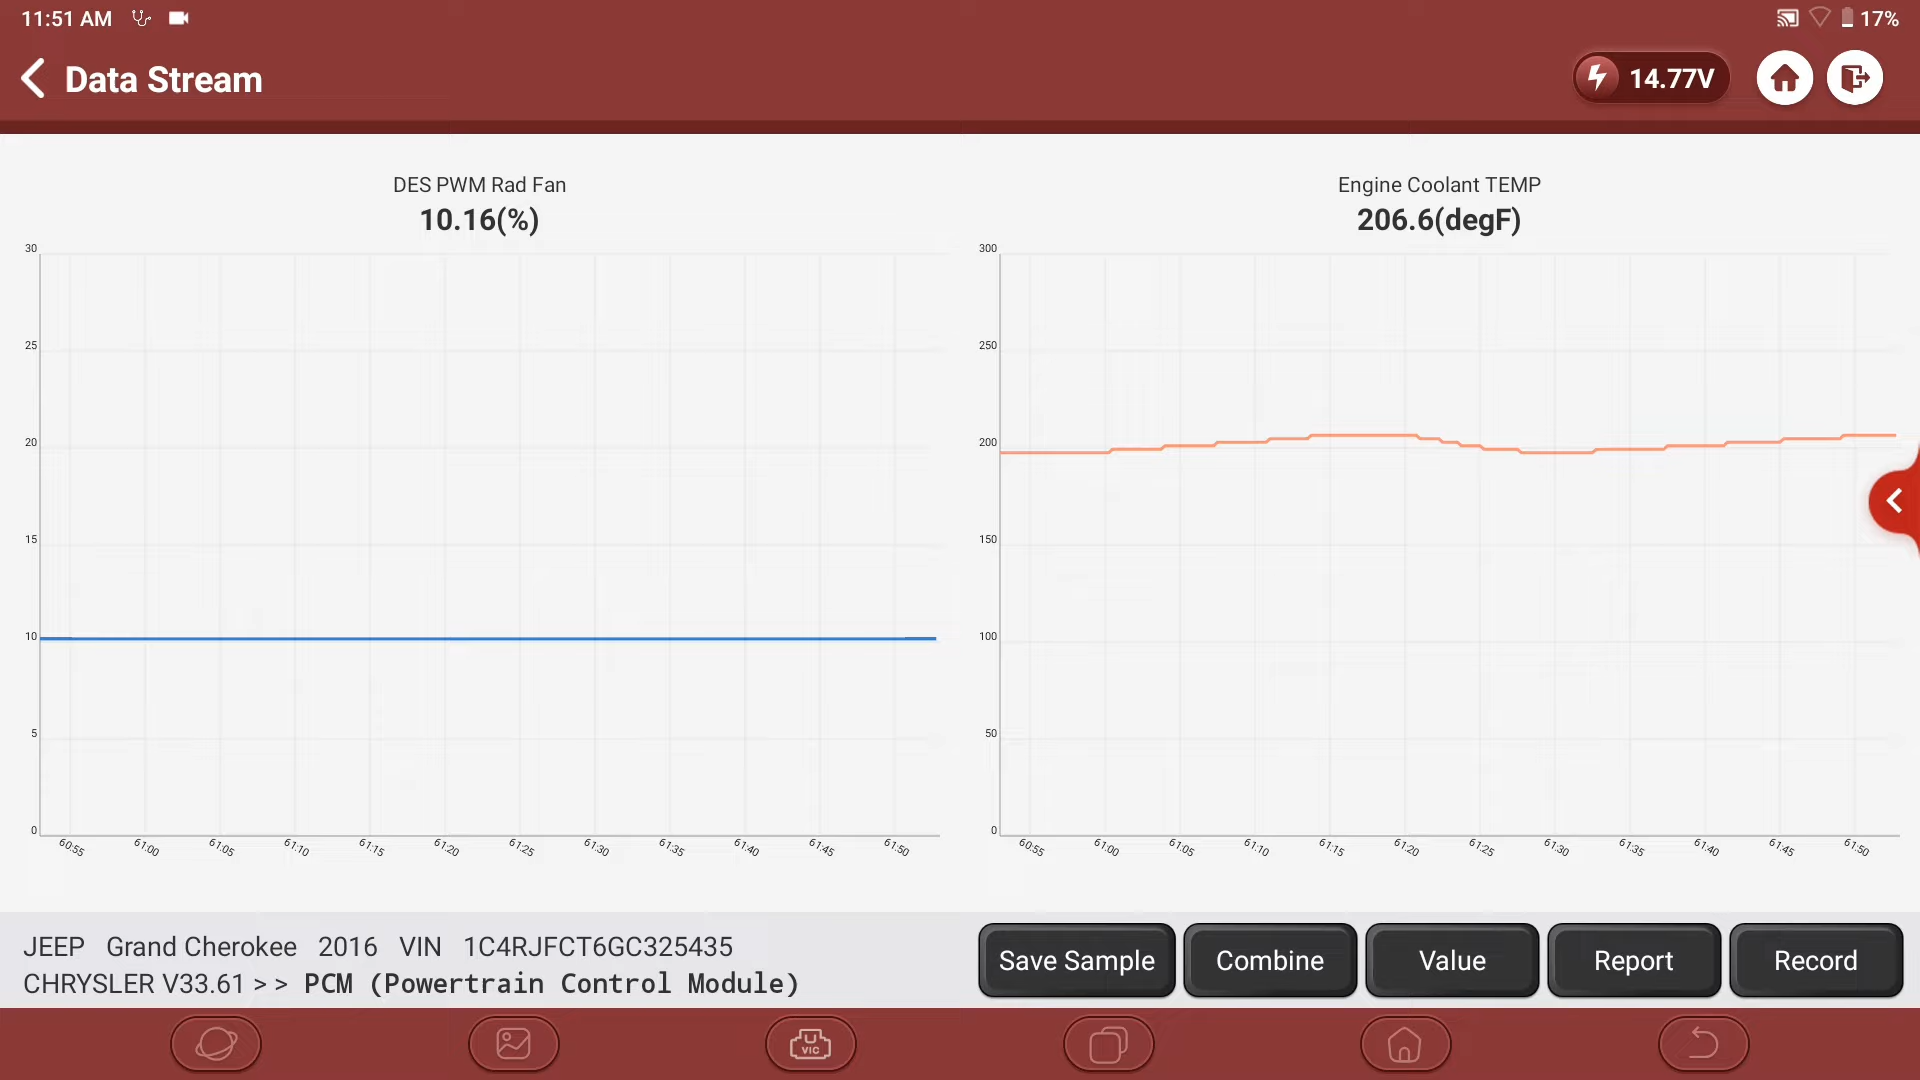 11:51 AM
17%
Data Stream
14.77V
DES PWM Rad Fan
10.16(%)
30
25
20
15
10
5
0
60:55 61:00 61:05 61:10 61:15 61:20 61:25 61:30 61:35 61:40 61:45 61:50
Engine Coolant TEMP
206.6(degF)
300
250
200
150
100
50
0
60:55 61:00 61:05 61:10 61:15 61:20 61:25 61:30 61:35 61:40 61:45 61:50
JEEP Grand Cherokee 2016 VIN 1C4RJFCT6GC325435
CHRYSLER V33.61 > > PCM (Powertrain Control Module)
Save Sample
Combine
Value
Report
Record
VIC